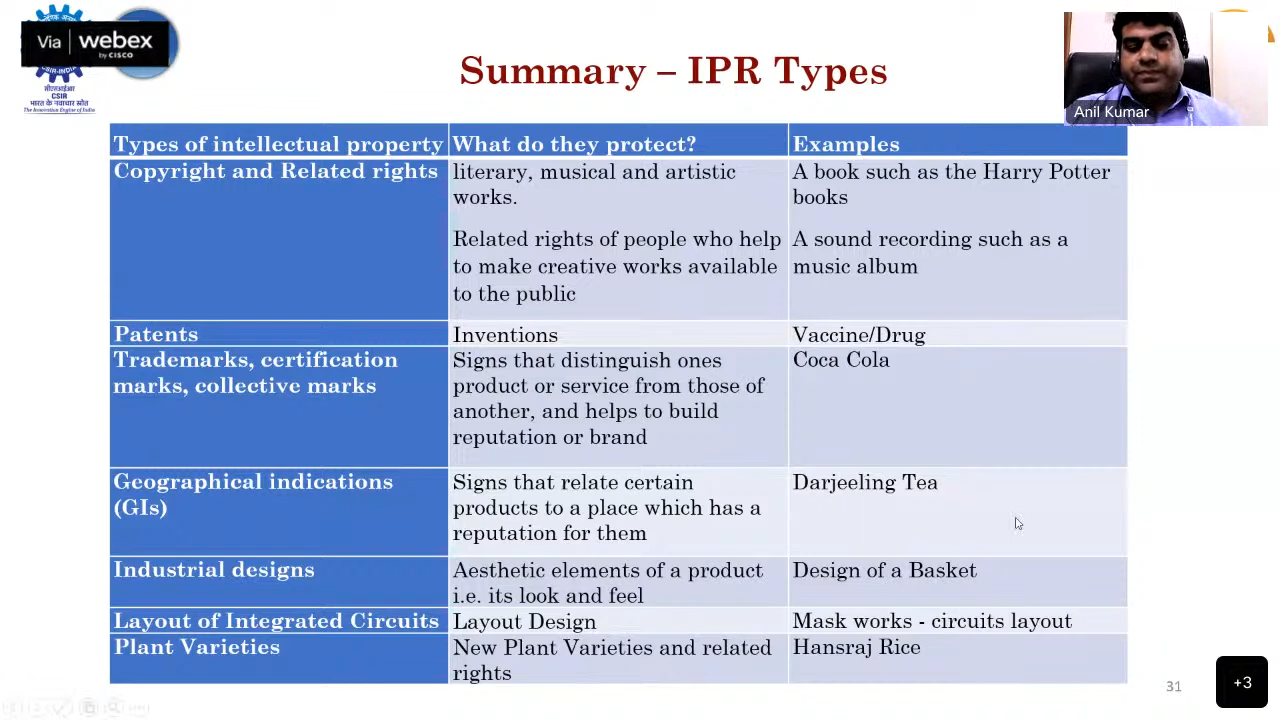 Via webex
by CISCO
CSIR-INDIA
सीएसआईआर
CSIR
भारत का नवाचार इंजन
The Innovation Engine of India
Summary – IPR Types
Anil Kumar
Types of intellectual property What do they protect? Examples
Copyright and Related rights literary, musical and artistic A book such as the Harry Potter
works. books
Related rights of people who help A sound recording such as a
to make creative works available music album
to the public
Patents Inventions Vaccine/Drug
Trademarks, certification Signs that distinguish ones Coca Cola
marks, collective marks product or service from those of
another, and helps to build
reputation or brand
Geographical indications Signs that relate certain Darjeeling Tea
(GIs) products to a place which has a
reputation for them
Industrial designs Aesthetic elements of a product Design of a Basket
i.e. its look and feel
Layout of Integrated Circuits Layout Design Mask works - circuits layout
Plant Varieties New Plant Varieties and related Hansraj Rice
rights
31
+3